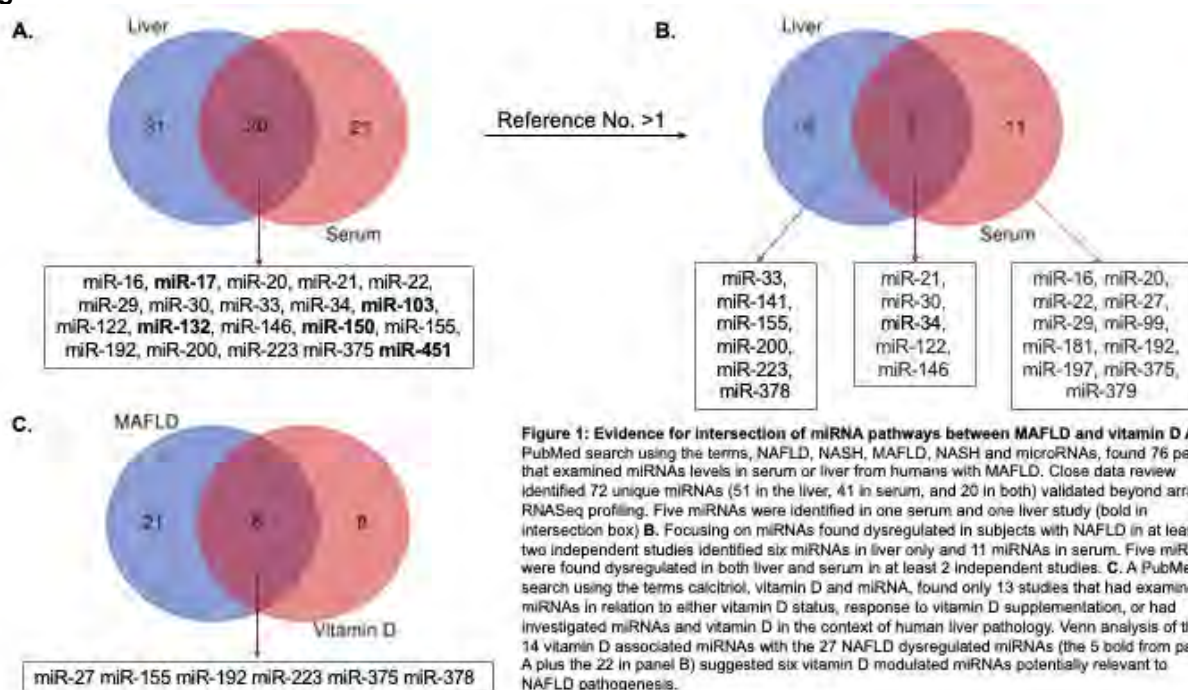 A.
Liver
31
20
21
Serum
miR-16, miR-17, miR-20, miR-21, miR-22,
miR-29, miR-30, miR-33, miR-34, miR-103,
miR-122, miR-132, miR-146, miR-150, miR-155,
miR-192, miR-200, miR-223 miR-375 miR-451
Reference No. >1
B.
Liver
11
Serum
miR-33,
miR-141,
miR-155,
miR-200,
miR-223,
miR-378
miR-21,
miR-30,
miR-34,
miR-122,
miR-146
miR-16, miR-20,
miR-22, miR-27,
miR-29, miR-99,
miR-181, miR-192,
miR-197, miR-375,
miR-379
C.
MAFLD
21
6
8
Vitamin D
miR-27 miR-155 miR-192 miR-223 miR-375 miR-378
Figure 1: Evidence for intersection of miRNA pathways between MAFLD and vitamin D A
PubMed search using the terms, NAFLD, NASH, MAFLD, NASH and microRNAs, found 76 pa
that examined miRNAs levels in serum or liver from humans with MAFLD. Close data review
identified 72 unique miRNAs (51 in the liver, 41 in serum, and 20 in both) validated beyond arra
RNASeq profiling. Five miRNAs were identified in one serum and one liver study (bold in
intersection box) B. Focusing on miRNAs found dysregulated in subjects with NAFLD in at leas
two independent studies identified six miRNAs in liver only and 11 miRNAs in serum. Five miR
were found dysregulated in both liver and serum in at least 2 independent studies. C. A PubMe
search using the terms calcitriol, vitamin D and miRNA, found only 13 studies that had examin
miRNAs in relation to either vitamin D status, response to vitamin D supplementation, or had
investigated miRNAs and vitamin D in the context of human liver pathology. Venn analysis of th
14 vitamin D associated miRNAs with the 27 NAFLD dysregulated miRNAs (the 5 bold from pa
A plus the 22 in panel B) suggested six vitamin D modulated miRNAs potentially relevant to
NAFLD pathogenesis.